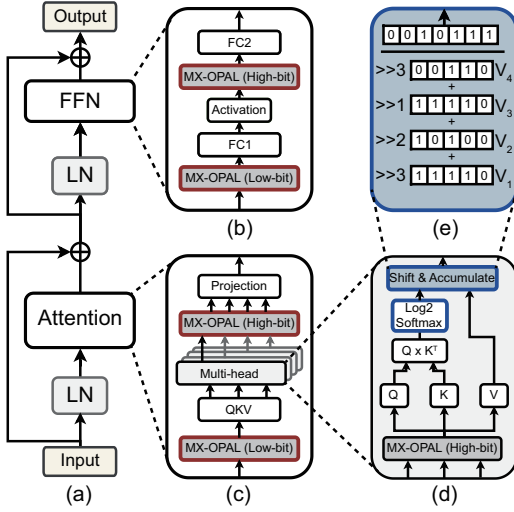 Output
FFN
LN
Attention
LN
Input
(a)
FC2
MX-OPAL (High-bit)
Activation
FC1
MX-OPAL (Low-bit)
(b)
Projection
MX-OPAL (High-bit)
Multi-head
QKV
MX-OPAL (Low-bit)
(c)
0 0 1 0 1 1 1
>>3 0 0 1 1 0 V4
+
>>1 1 1 1 1 0 V3
+
>>2 1 0 1 0 0 V2
+
>>3 1 1 1 1 0 V1
(e)
Shift & Accumulate
Log2
Softmax
Q x K^T
Q K V
MX-OPAL (High-bit)
(d)